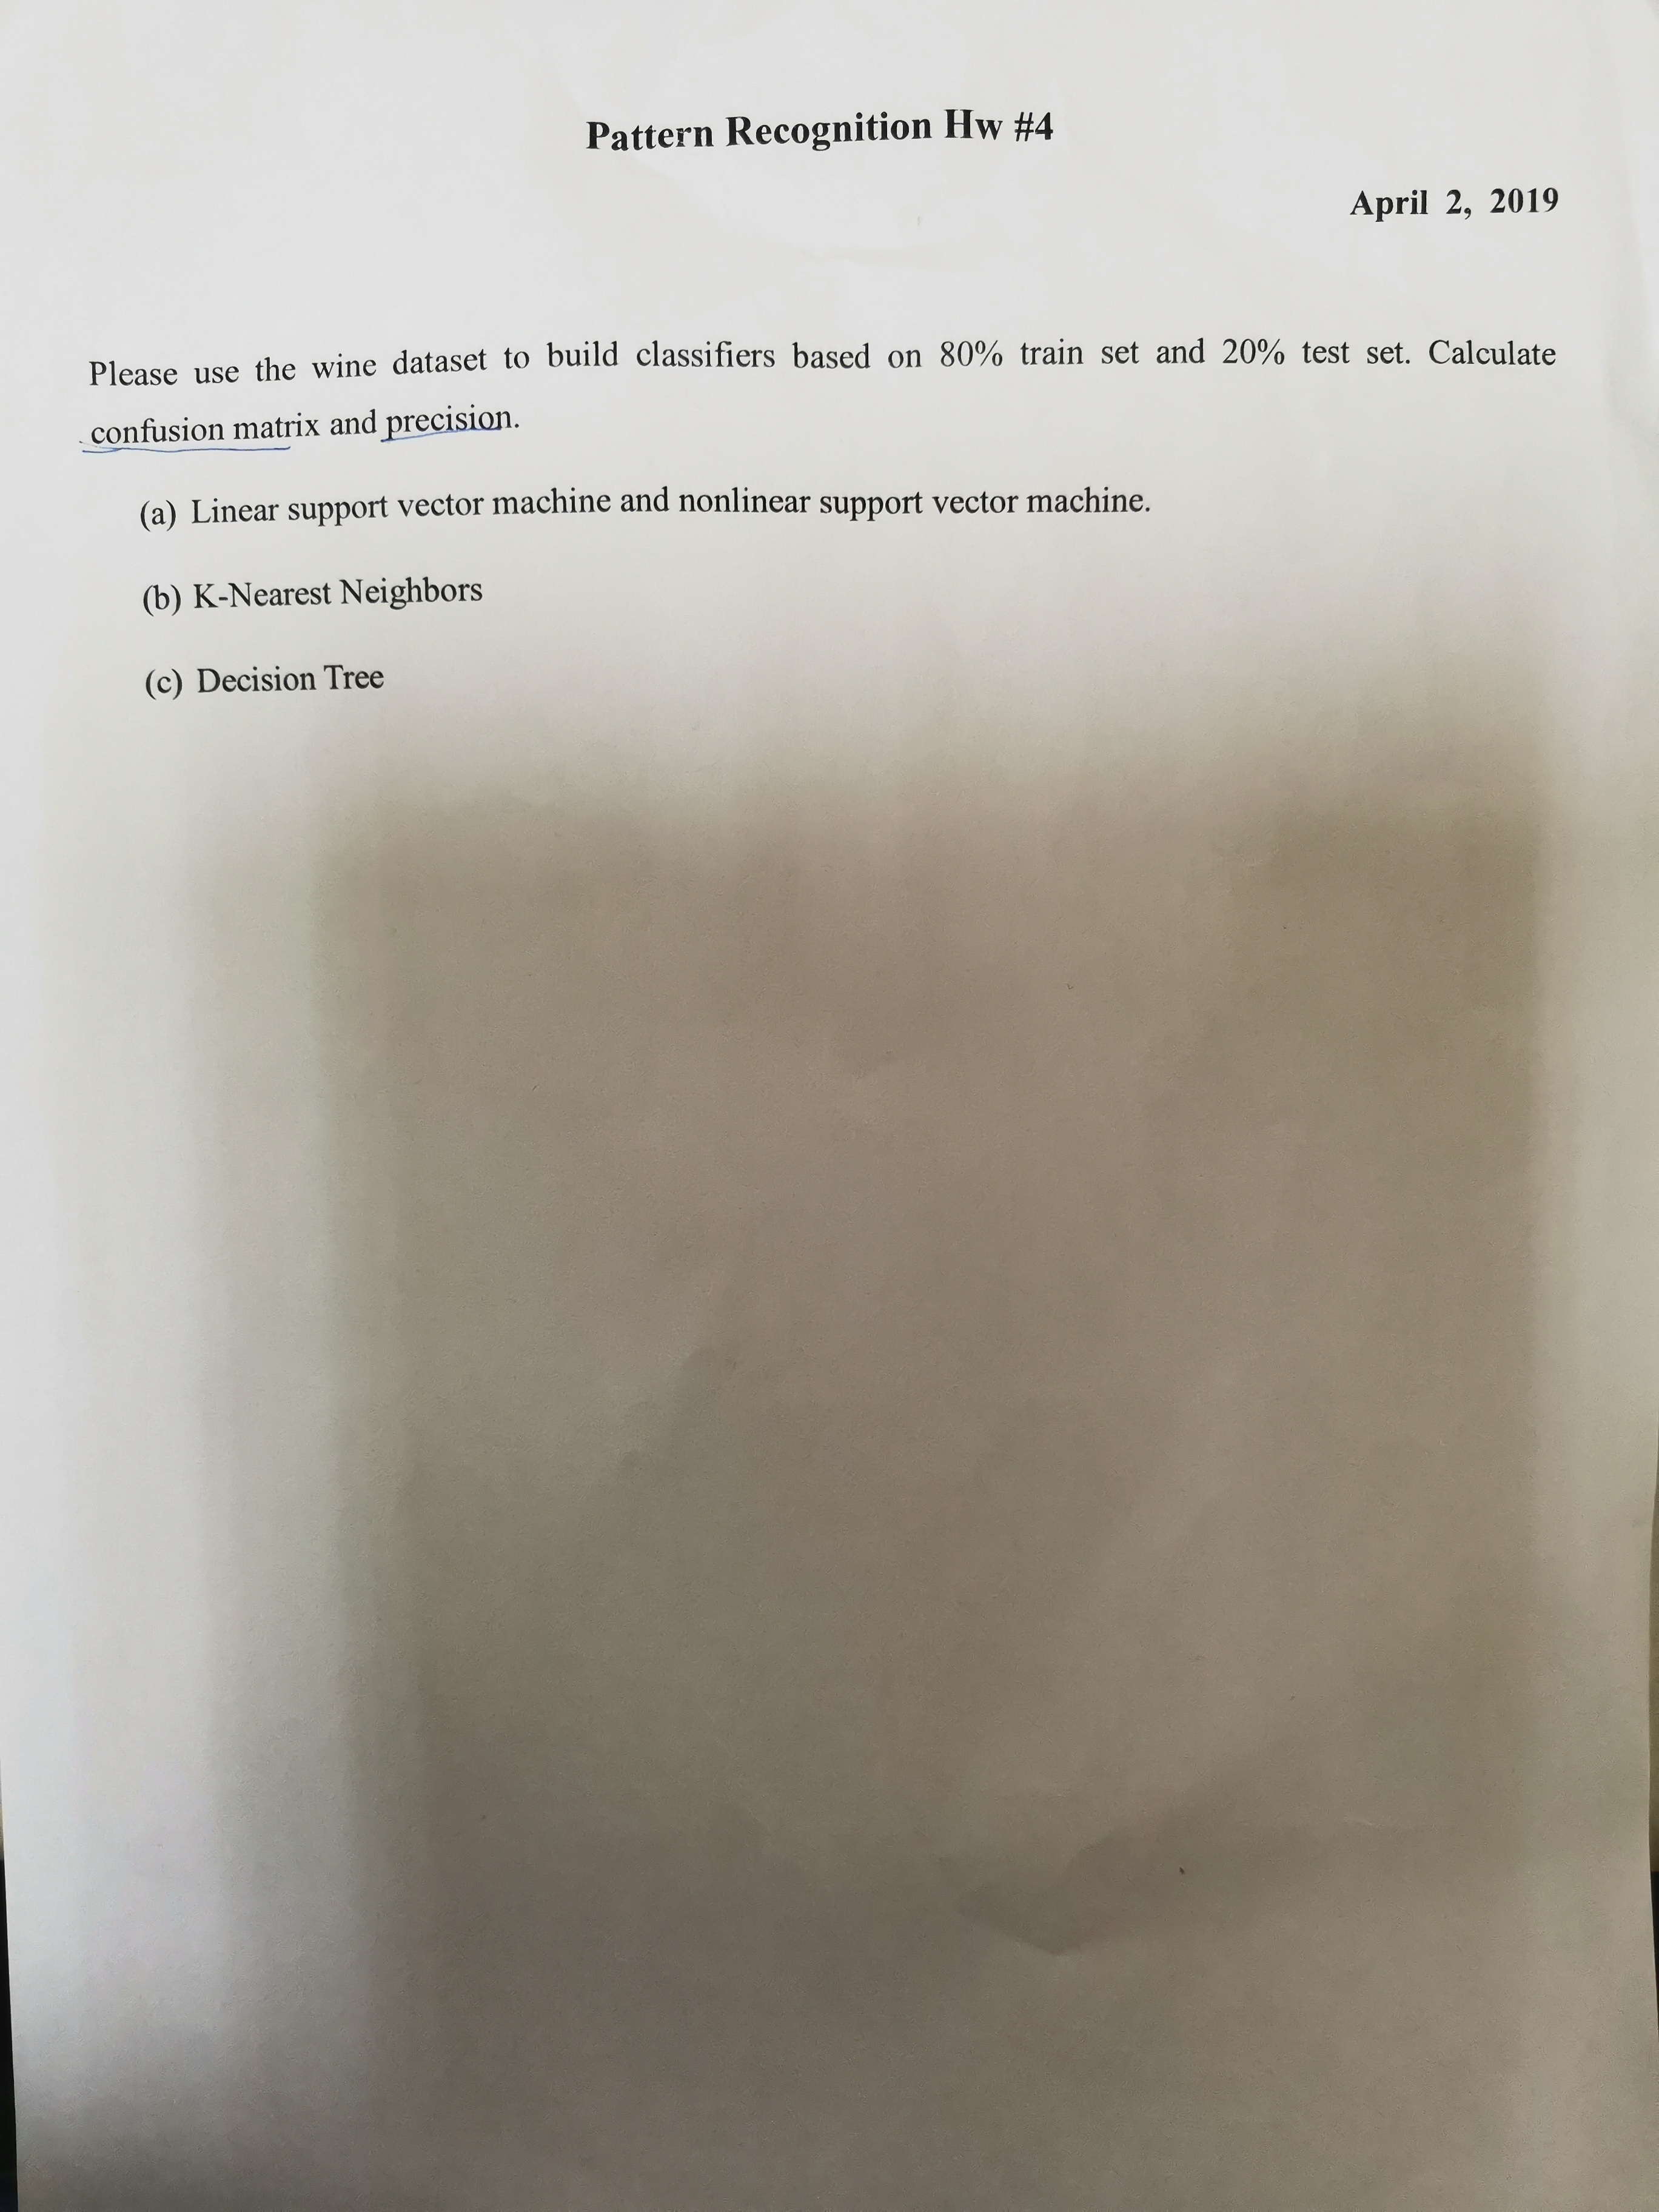 Pattern Recognition Hw #4
April 2, 2019
Please use the wine dataset to build classifiers based on 80% train set and 20% test set. Calculate
confusion matrix and precision.
(a) Linear support vector machine and nonlinear support vector machine.
(b) K-Nearest Neighbors
(c) Decision Tree